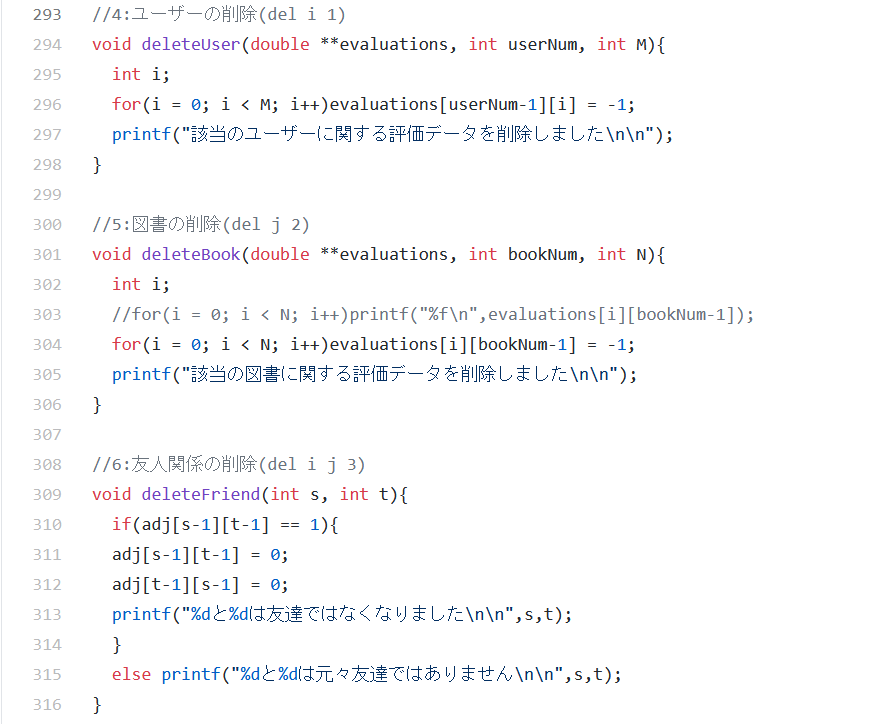 293 //4:ユーザーの削除(del i 1)
294 void deleteUser(double **evaluations, int userNum, int M){
295   int i;
296   for(i = 0; i < M; i++)evaluations[userNum-1][i] = -1;
297   printf("該当のユーザーに関する評価データを削除しました\n\n");
298 }
299
300 //5:図書の削除(del j 2)
301 void deleteBook(double **evaluations, int bookNum, int N){
302   int i;
303   //for(i = 0; i < N; i++)printf("%f\n",evaluations[i][bookNum-1]);
304   for(i = 0; i < N; i++)evaluations[i][bookNum-1] = -1;
305   printf("該当の図書に関する評価データを削除しました\n\n");
306 }
307
308 //6:友人関係の削除(del i j 3)
309 void deleteFriend(int s, int t){
310   if(adj[s-1][t-1] == 1){
311   adj[s-1][t-1] = 0;
312   adj[t-1][s-1] = 0;
313   printf("%dと%dは友達ではなくなりました\n\n",s,t);
314   }
315   else printf("%dと%dは元々友達ではありません\n\n",s,t);
316 }